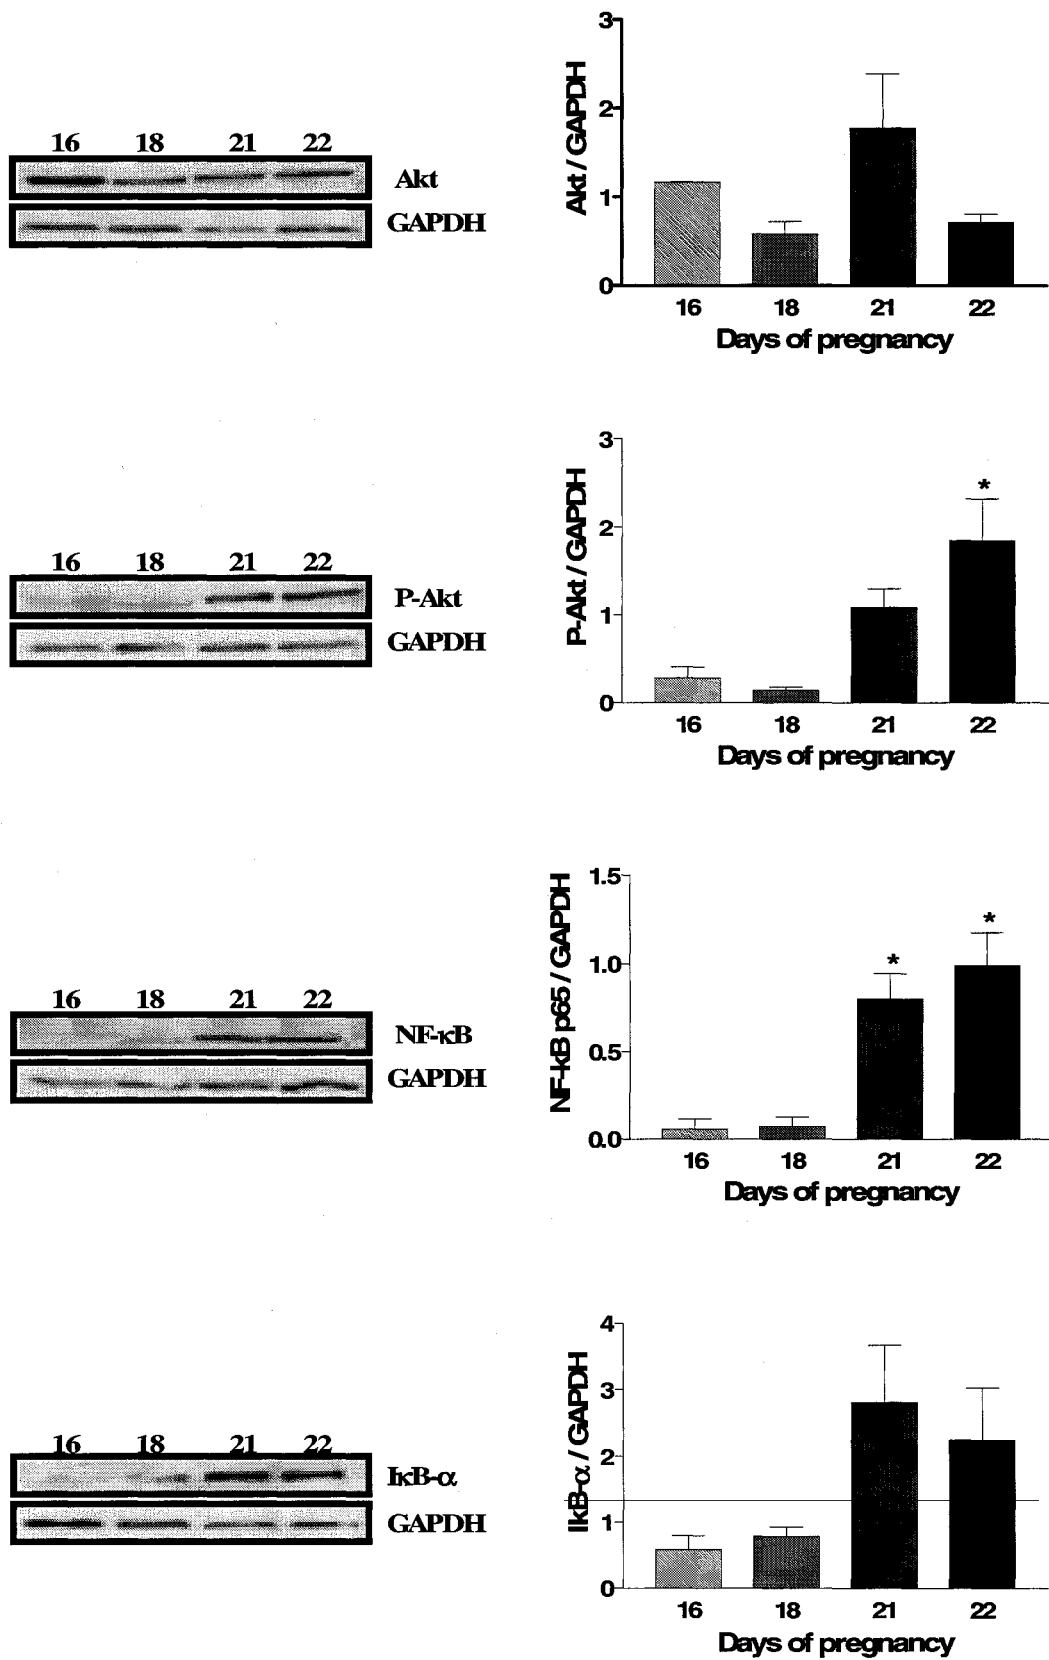 16 18 21 22
Akt
GAPDH
3
2
1
0
Akt / GAPDH
16 18 21 22
Days of pregnancy
16 18 21 22
P-Akt
GAPDH
3
2
1
0
P-Akt / GAPDH
*
16 18 21 22
Days of pregnancy
16 18 21 22
NF-κB
GAPDH
1.5
1.0
0.5
0.0
NF-kB p65 / GAPDH
* *
16 18 21 22
Days of pregnancy
16 18 21 22
IκB-α
GAPDH
4
3
2
1
0
IkB-α / GAPDH
16 18 21 22
Days of pregnancy